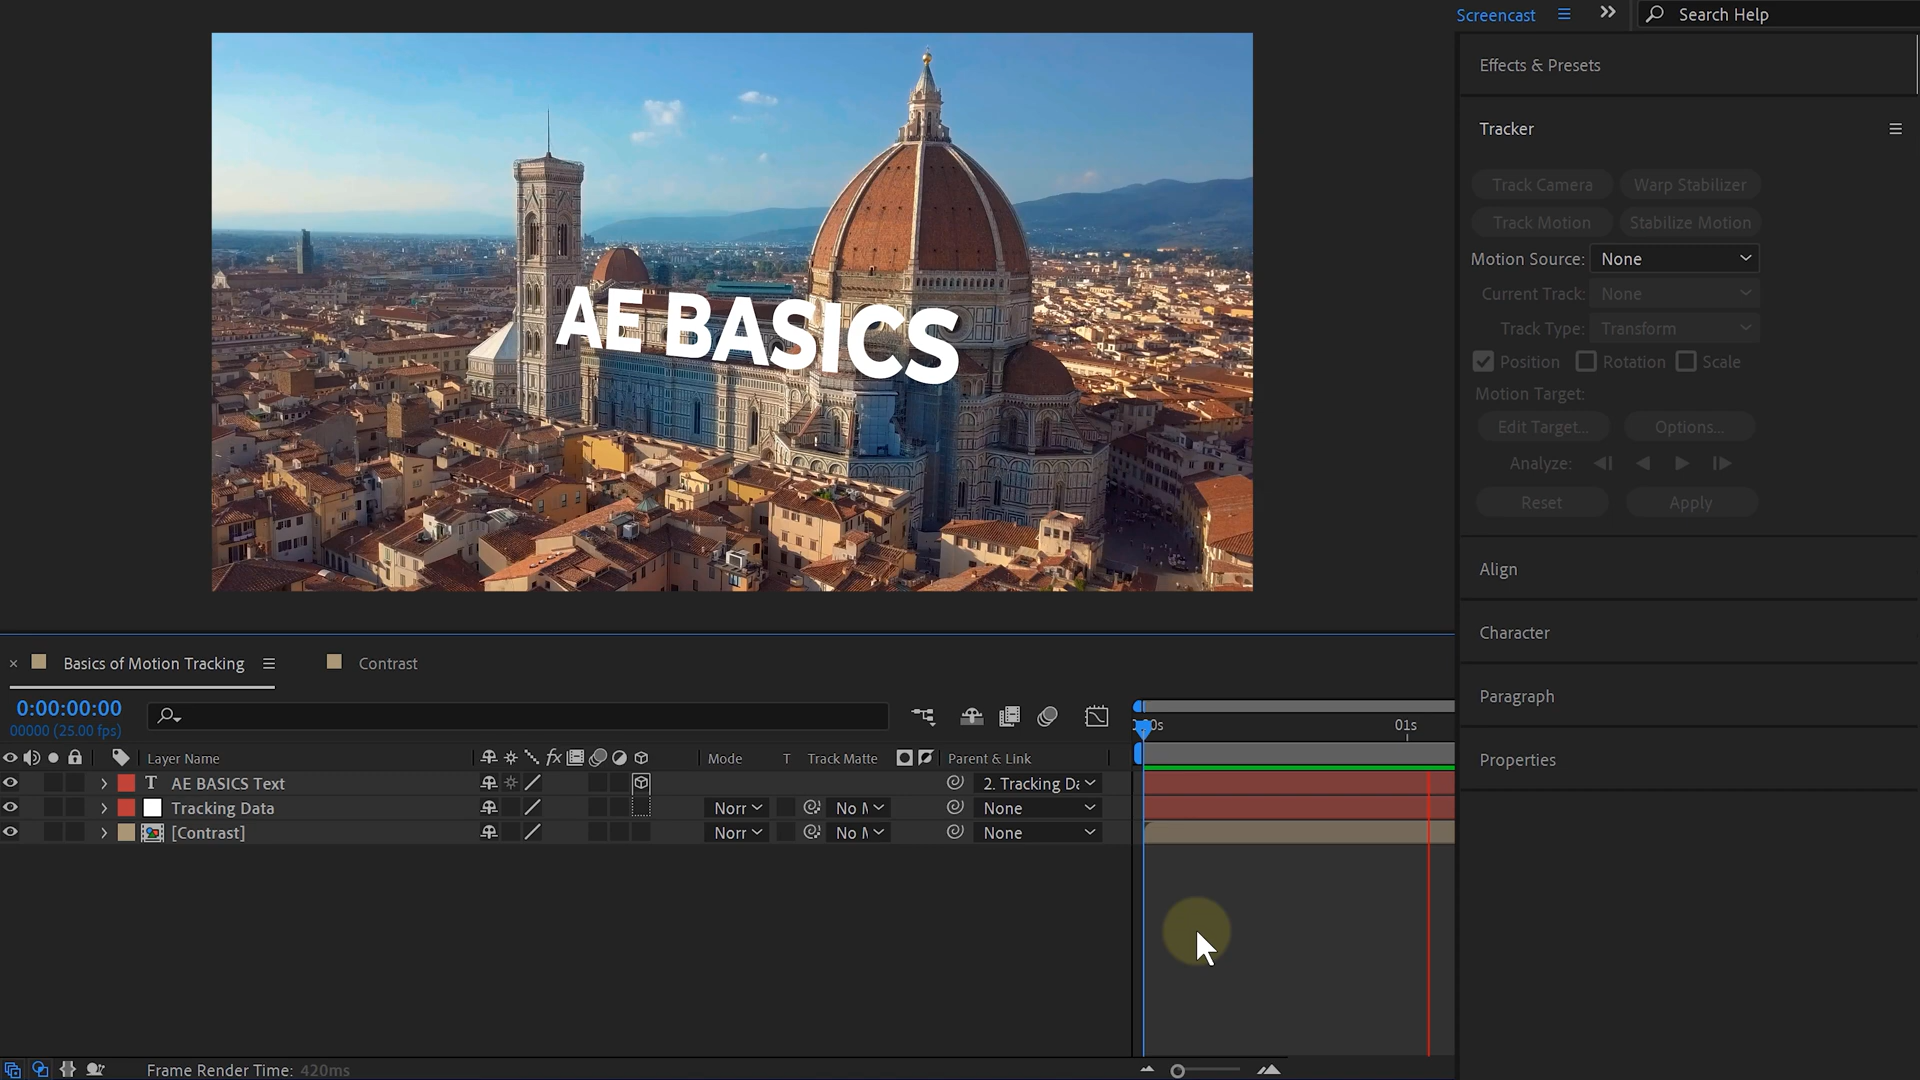 Screencast
Search Help
Effects & Presets
Tracker
Track Camera
Warp Stabilizer
Track Motion
Stabilize Motion
Motion Source: None
Current Track: None
Track Type: Transform
Position
Rotation
Scale
Motion Target:
Edit Target...
Options...
Analyze:
Reset
Apply
Align
Character
Paragraph
Properties
AE BASICS
Basics of Motion Tracking
Contrast
0:00:00:00
00000 (25.00 fps)
01s
Layer Name
fx
Mode
T
Track Matte
Parent & Link
T AE BASICS Text
2. Tracking Da
Tracking Data
Norr
No M
None
[Contrast]
Norr
No M
None
Frame Render Time: 420ms